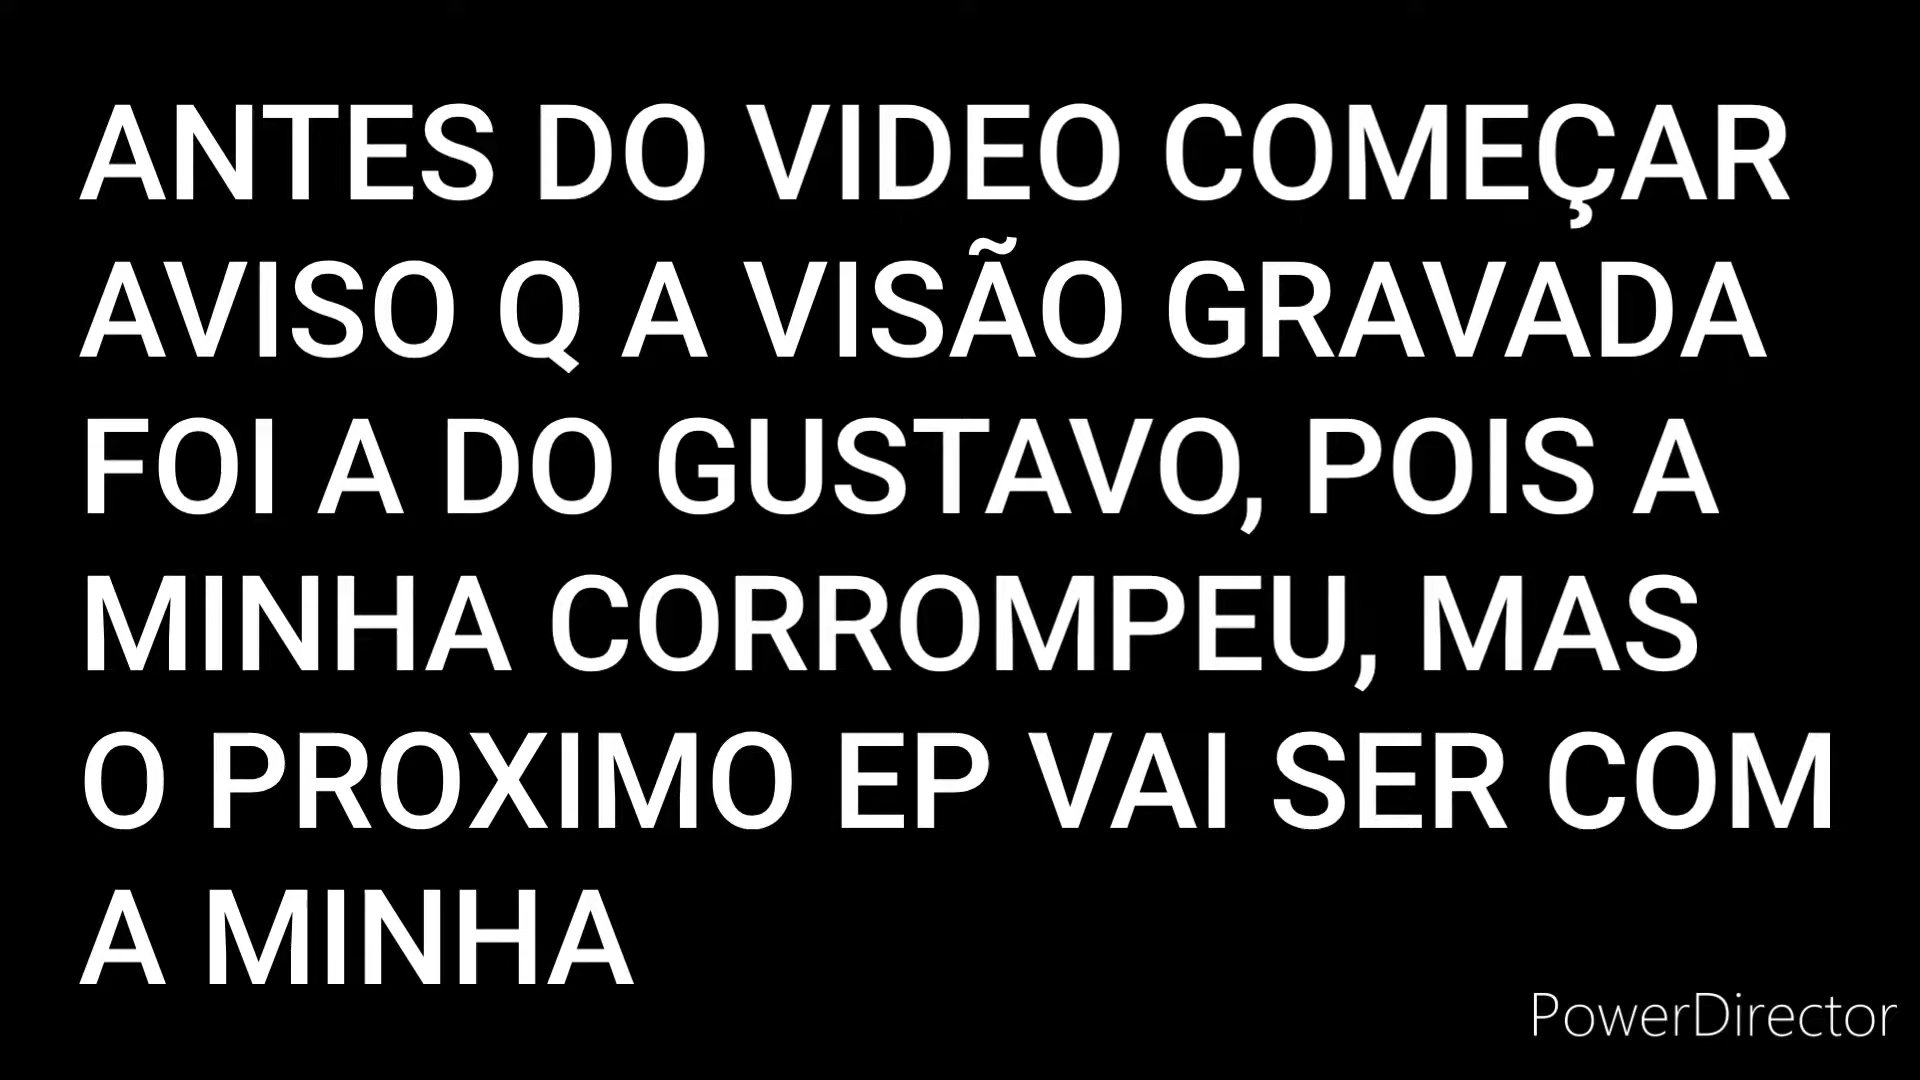 ANTES DO VIDEO COMEÇAR
AVISO Q A VISÃO GRAVADA
FOI A DO GUSTAVO, POIS A
MINHA CORROMPEU, MAS
O PROXIMO EP VAI SER COM
A MINHA
PowerDirector